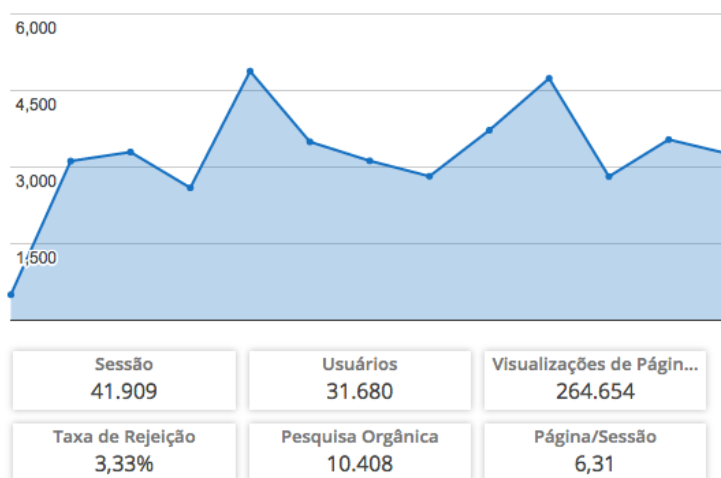 6,000
4,500
3,000
1,500
Sessão
41.909
Usuários
31.680
Visualizações de Págin...
264.654
Taxa de Rejeição
3,33%
Pesquisa Orgânica
10.408
Página/Sessão
6,31